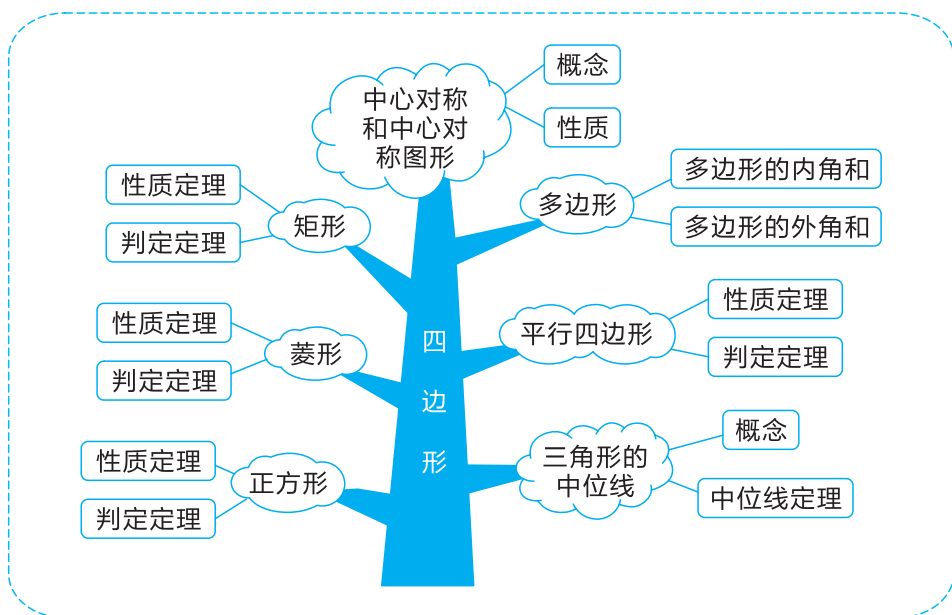 中心对称
和中心对
称图形
概念
性质
矩形
性质定理
判定定理
多边形
多边形的内角和
多边形的外角和
菱形
性质定理
判定定理
平行四边形
性质定理
判定定理
正方形
性质定理
判定定理
三角形的
中位线
概念
中位线定理
四
边
形